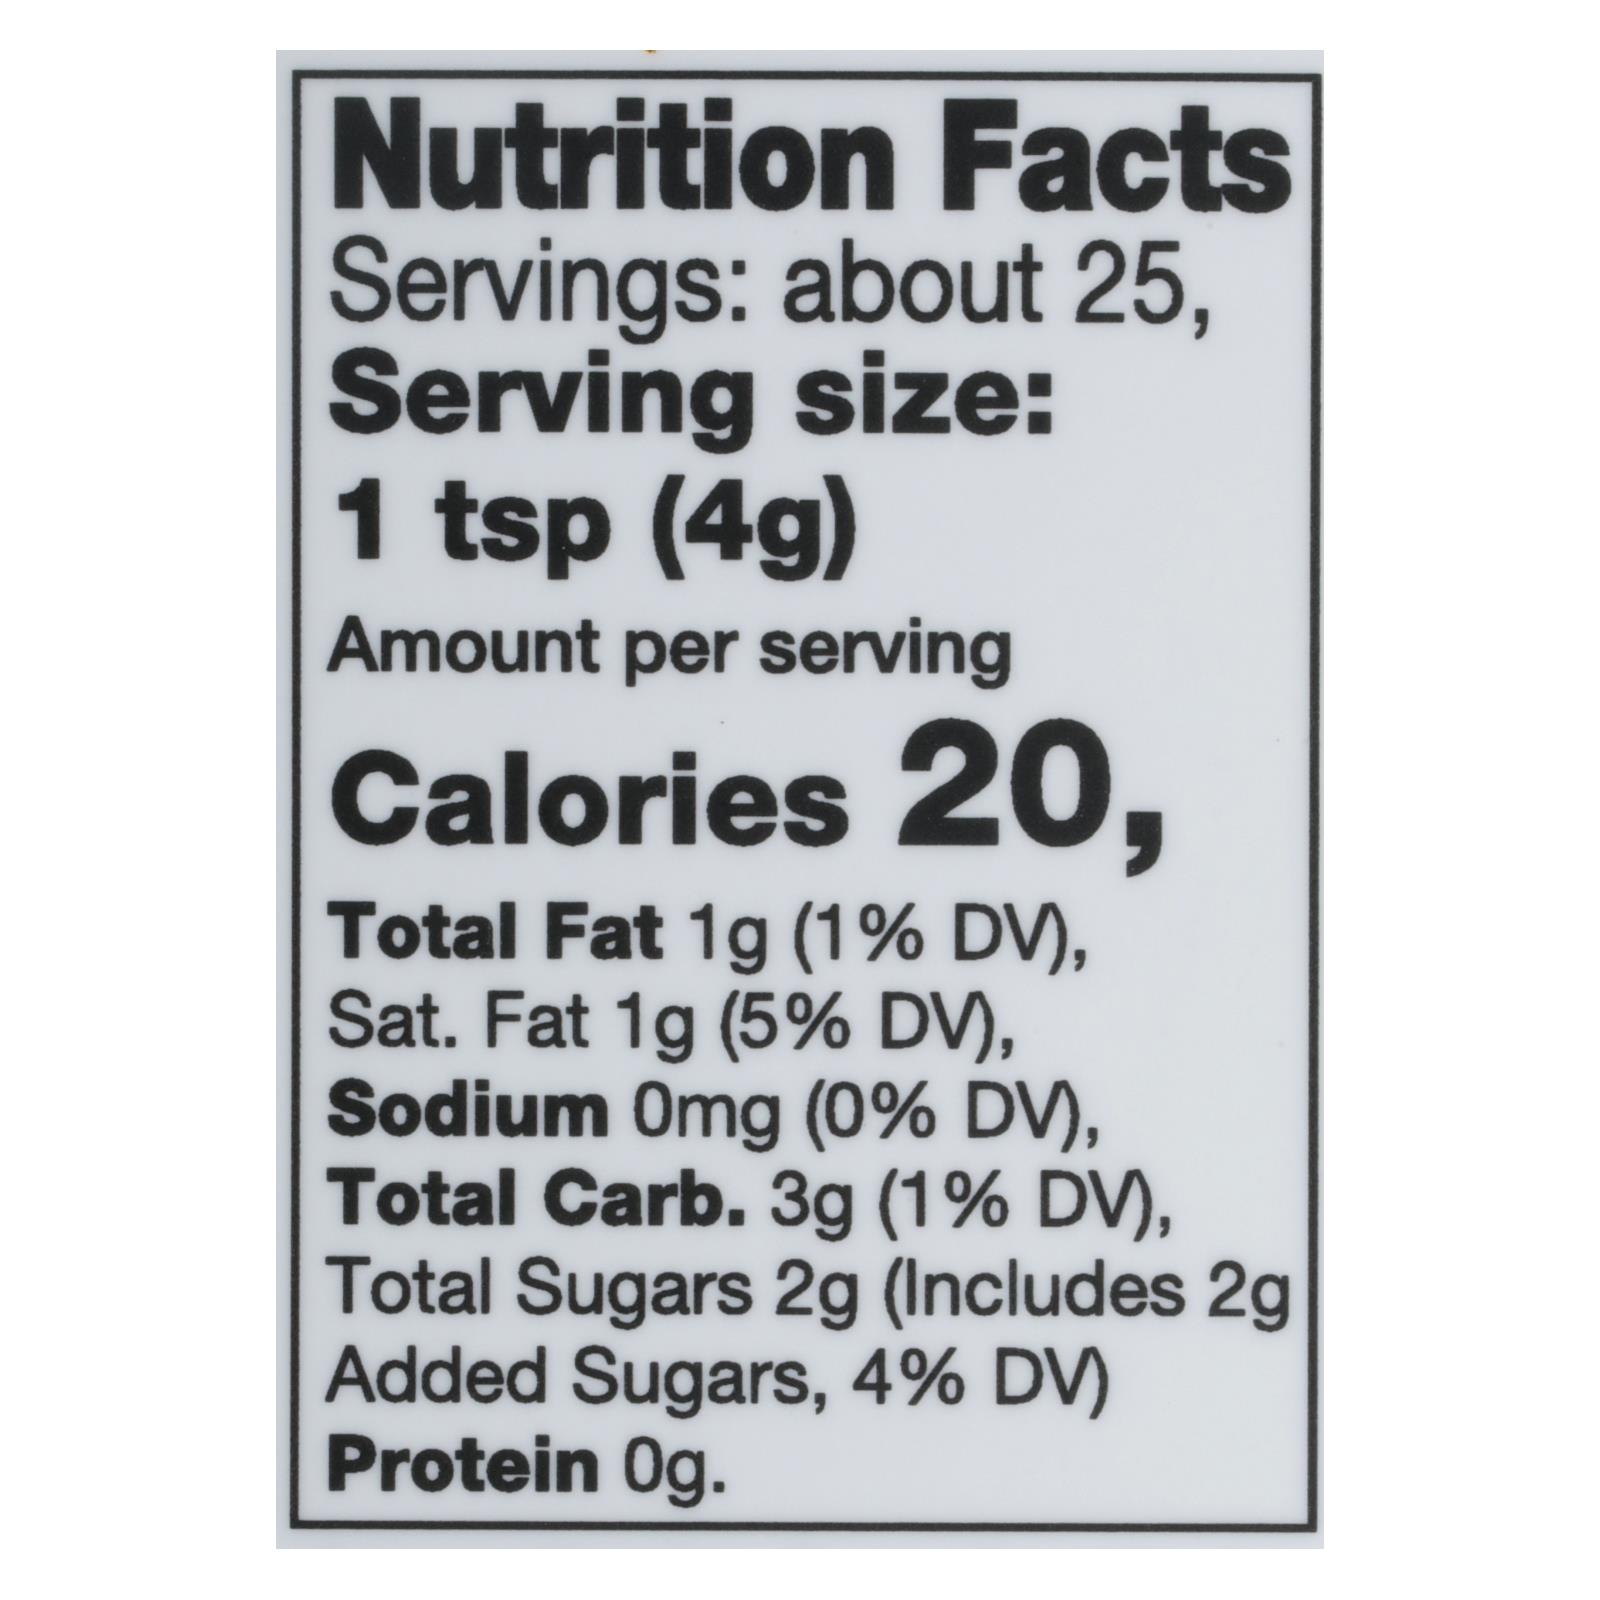 Nutrition Facts
Servings: about 25,
Serving size:
1 tsp (4g)
Amount per serving
Calories 20,
Total Fat 1g (1% DV),
Sat. Fat 1g (5% DV),
Sodium 0mg (0% DV),
Total Carb. 3g (1% DV),
Total Sugars 2g (Includes 2g
Added Sugars, 4% DV)
Protein 0g.